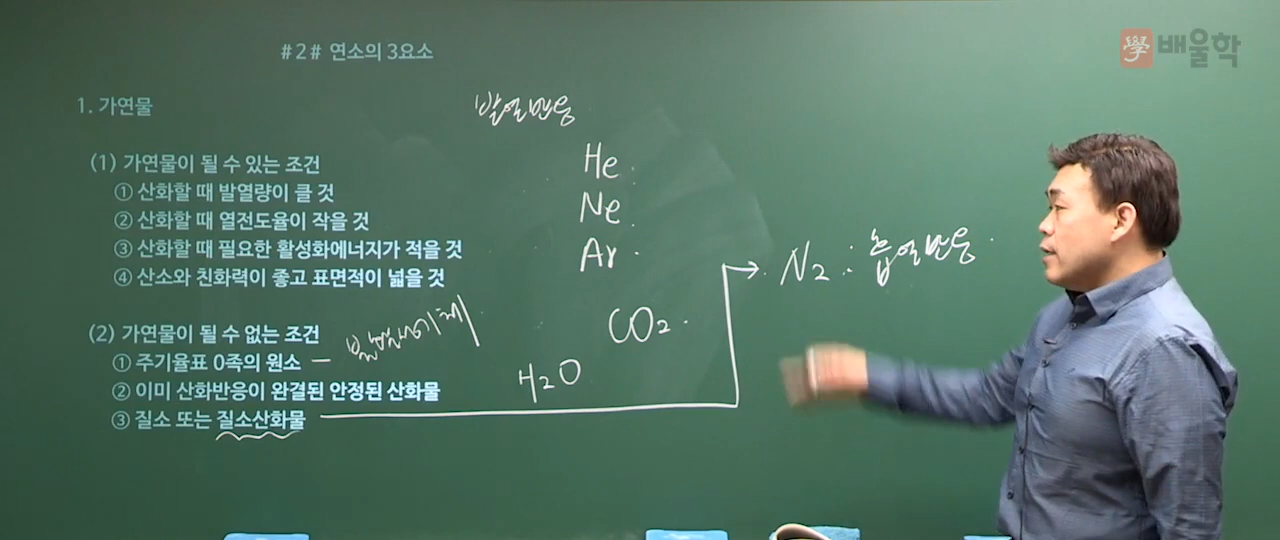 #2# 연소의 3요소
學 배울학
1. 가연물
발열반응
(1) 가연물이 될 수 있는 조건
① 산화할 때 발열량이 클 것
② 산화할 때 열전도율이 작을 것
③ 산화할 때 필요한 활성화에너지가 적을 것
④ 산소와 친화력이 좋고 표면적이 넓을 것
He.
Ne.
Ar.
N₂ : 흡열반응.
(2) 가연물이 될 수 없는 조건
① 주기율표 0족의 원소 –
② 이미 산화반응이 완결된 안정된 산화물
③ 질소 또는 질소산화물
CO₂.
H₂O